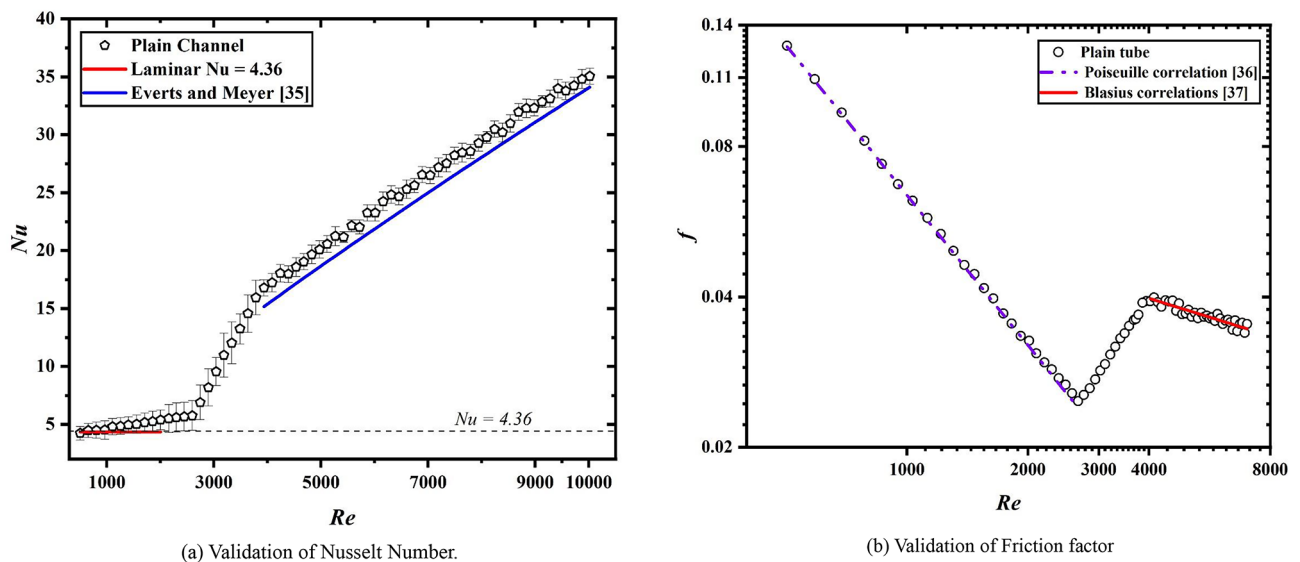 Plain Channel
Laminar Nu = 4.36
Everts and Meyer [35]
40
35
30
25
20
15
10
5
Nu
Nu = 4.36
1000 3000 5000 7000 9000 10000
Re
(a) Validation of Nusselt Number.
Plain tube
Poiseuille correlation [36]
Blasius correlations [37]
0.14
0.11
0.08
0.04
0.02
f
1000 2000 3000 4000 8000
Re
(b) Validation of Friction factor